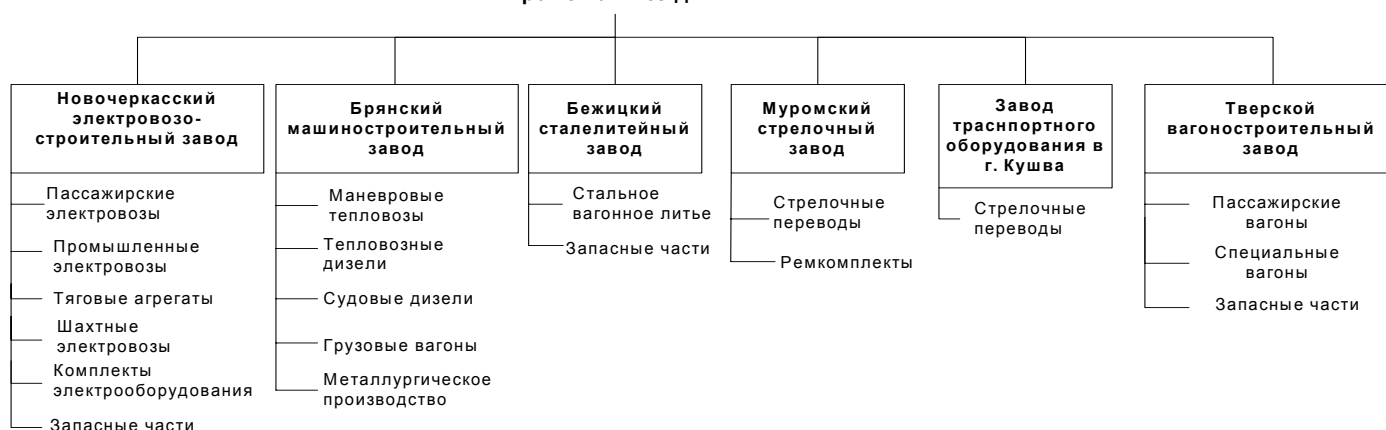 Новочеркасский
электровозо-
строительный завод
Пассажирские
электровозы
Промышленные
электровозы
Тяговые агрегаты
Шахтные
электровозы
Комплекты
электрооборудования
Запасные части
Брянский
машиностроительный
завод
Маневровые
тепловозы
Тепловозные
дизели
Судовые дизели
Грузовые вагоны
Металлургическое
производство
Бежицкий
сталелитейный
завод
Стальное
вагонное литье
Запасные части
Муромский
стрелочный
завод
Стрелочные
переводы
Ремкомплекты
Завод
траснпортного
оборудования в
г. Кушва
Стрелочные
переводы
Тверской
вагоностроительный
завод
Пассажирские
вагоны
Специальные
вагоны
Запасные части